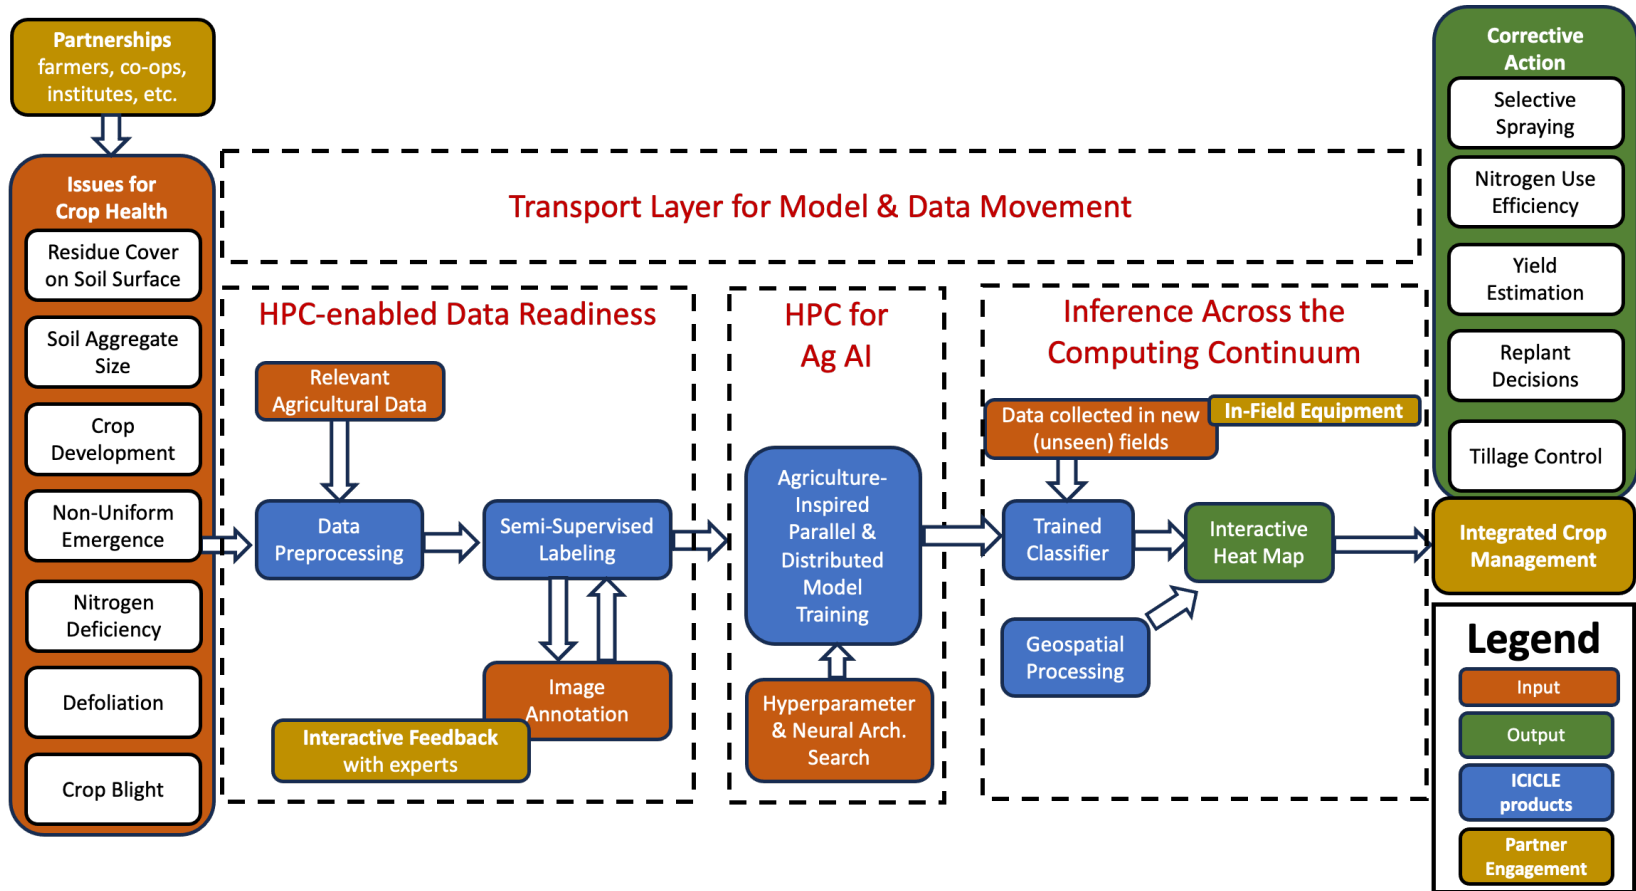 Partnerships
farmers, co-ops,
institutes, etc.
Issues for
Crop Health
Residue Cover
on Soil Surface
Soil Aggregate
Size
Crop
Development
Non-Uniform
Emergence
Nitrogen
Deficiency
Defoliation
Crop Blight
Transport Layer for Model & Data Movement
HPC-enabled Data Readiness
Relevant
Agricultural Data
Data
Preprocessing
Semi-Supervised
Labeling
Image
Annotation
Interactive Feedback
with experts
HPC for
Ag AI
Agriculture-
Inspired
Parallel &
Distributed
Model
Training
Hyperparameter
& Neural Arch.
Search
Inference Across the
Computing Continuum
Data collected in new
(unseen) fields
In-Field Equipment
Trained
Classifier
Interactive
Heat Map
Geospatial
Processing
Corrective
Action
Selective
Spraying
Nitrogen Use
Efficiency
Yield
Estimation
Replant
Decisions
Tillage Control
Integrated Crop
Management
Legend
Input
Output
ICICLE
products
Partner
Engagement